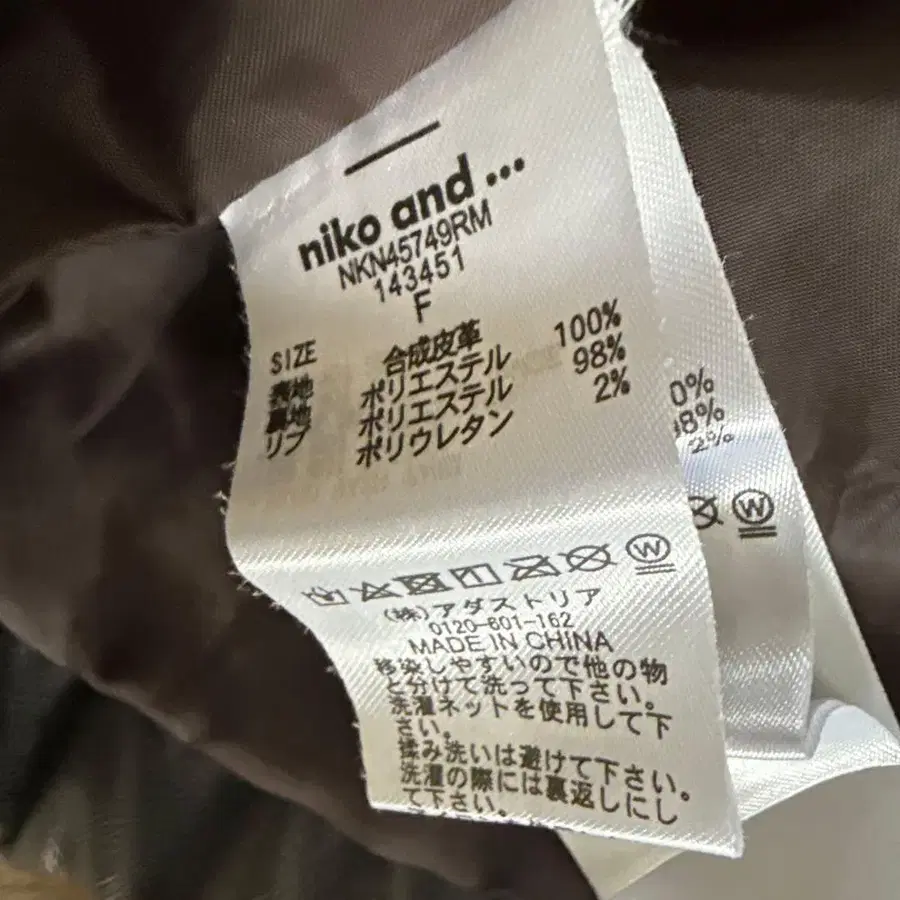 niko and ...
NKN45749RM
143451
SIZE F
表地 合成皮革
裏地 ポリエステル 100%
リブ ポリエステル 98%
ポリウレタン 2%
(株)アダストリア
0120-601-162
MADE IN CHINA
移染しやすいので他の物
と分けて洗って下さい。
洗濯ネットを使用して下
さい。
揉み洗いは避けて下さい。
洗濯の際には裏返しにし
て下さい。
0%
8%
2%
W
W